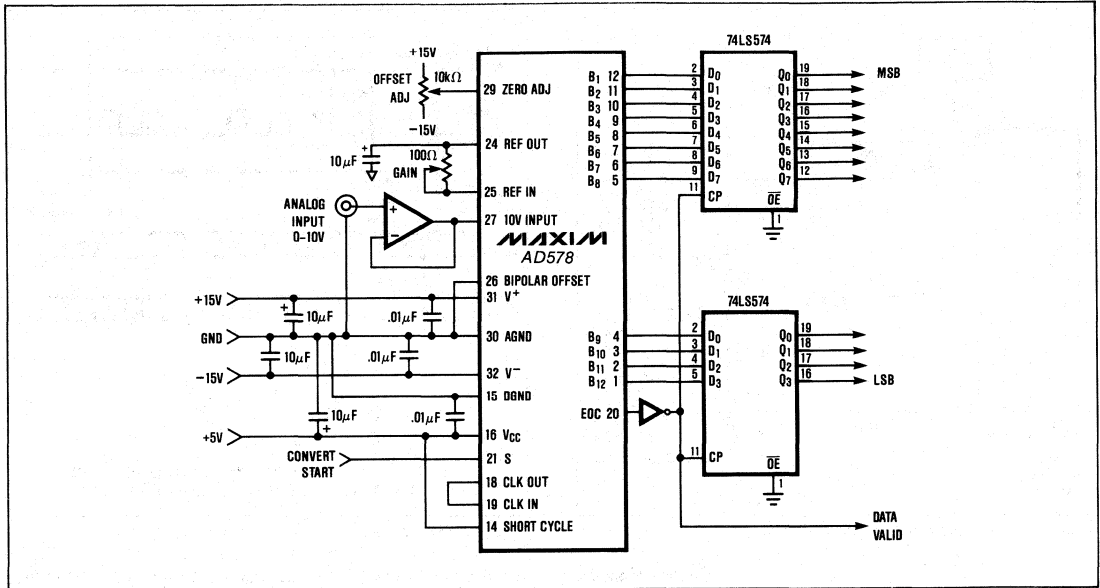 74LS574
+15V
OFFSET ADJ
10kΩ
−15V
29 ZERO ADJ
24 REF OUT
10µF
+
100Ω
GAIN
25 REF IN
ANALOG INPUT 0–10V
+
−
27 10V INPUT
MAXIM
AD578
26 BIPOLAR OFFSET
+15V
31 V+
+
10µF
.01µF
GND
30 AGND
10µF
.01µF
−15V
32 V−
15 DGND
10µF
+
.01µF
+5V
16 VCC
CONVERT START
21 S
18 CLK OUT
19 CLK IN
14 SHORT CYCLE
B1 12
B2 11
B3 10
B4 9
B5 8
B6 7
B7 6
B8 5
B9 4
B10 3
B11 2
B12 1
EOC 20
2 D0 Q0 19 MSB
3 D1 Q1 18
4 D2 Q2 17
5 D3 Q3 16
6 D4 Q4 15
7 D5 Q5 14
8 D6 Q6 13
9 D7 Q7 12
11 CP
OE
1
74LS574
2 D0 Q0 19
3 D1 Q1 18
4 D2 Q2 17
5 D3 Q3 16 LSB
11 CP
OE
1
DATA VALID